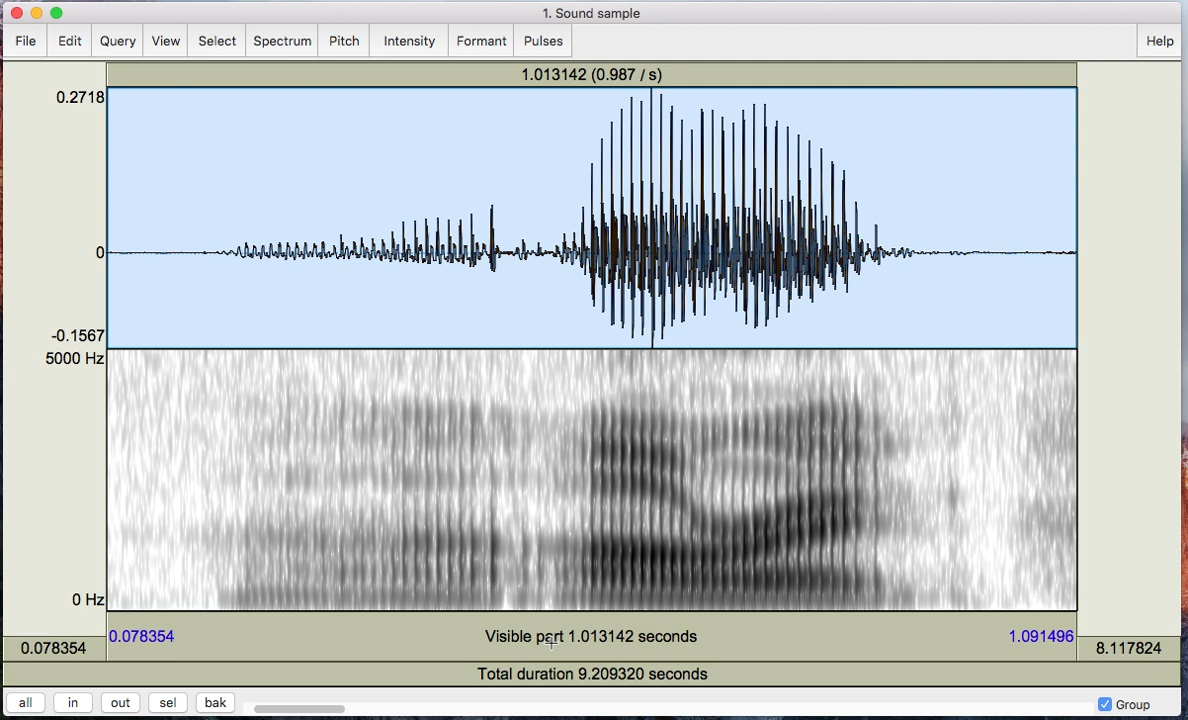 1. Sound sample
File Edit Query View Select Spectrum Pitch Intensity Formant Pulses Help
1.013142 (0.987 / s)
0.2718
0
-0.1567
5000 Hz
0 Hz
0.078354 Visible part 1.013142 seconds 1.091496
0.078354 8.117824
Total duration 9.209320 seconds
all in out sel bak Group